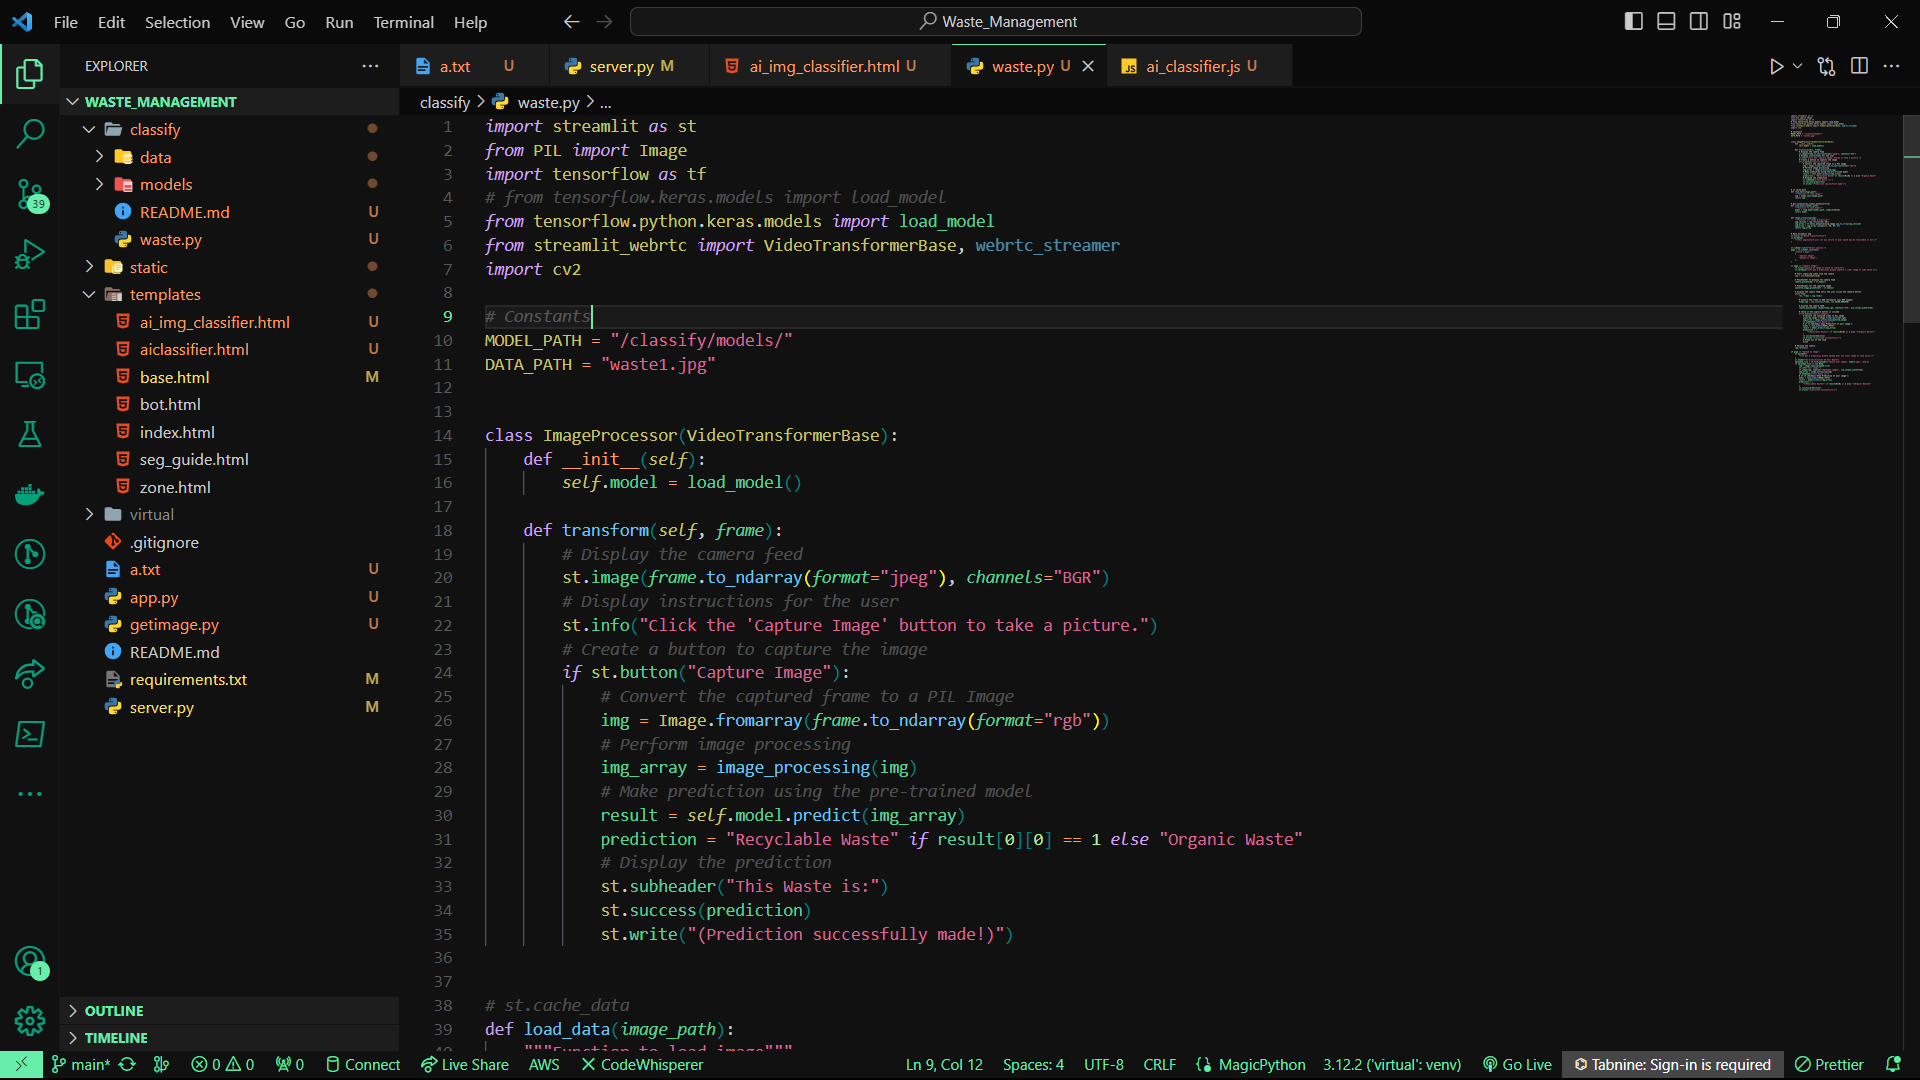 File Edit Selection View Go Run Terminal Help
Waste_Management
EXPLORER
WASTE_MANAGEMENT
classify
data
models
README.md U
waste.py U
static
templates
ai_img_classifier.html U
aiclassifier.html U
base.html M
bot.html
index.html
seg_guide.html
zone.html
virtual
.gitignore
a.txt U
app.py U
getimage.py U
README.md
requirements.txt M
server.py M
OUTLINE
TIMELINE
39
1
a.txt U server.py M ai_img_classifier.html U waste.py U JS ai_classifier.js U
classify > waste.py > ...
1 import streamlit as st
2 from PIL import Image
3 import tensorflow as tf
4 # from tensorflow.keras.models import load_model
5 from tensorflow.python.keras.models import load_model
6 from streamlit_webrtc import VideoTransformerBase, webrtc_streamer
7 import cv2
8
9 # Constants
10 MODEL_PATH = "/classify/models/"
11 DATA_PATH = "waste1.jpg"
12
13
14 class ImageProcessor(VideoTransformerBase):
15 def __init__(self):
16 self.model = load_model()
17
18 def transform(self, frame):
19 # Display the camera feed
20 st.image(frame.to_ndarray(format="jpeg"), channels="BGR")
21 # Display instructions for the user
22 st.info("Click the 'Capture Image' button to take a picture.")
23 # Create a button to capture the image
24 if st.button("Capture Image"):
25 # Convert the captured frame to a PIL Image
26 img = Image.fromarray(frame.to_ndarray(format="rgb"))
27 # Perform image processing
28 img_array = image_processing(img)
29 # Make prediction using the pre-trained model
30 result = self.model.predict(img_array)
31 prediction = "Recyclable Waste" if result[0][0] == 1 else "Organic Waste"
32 # Display the prediction
33 st.subheader("This Waste is:")
34 st.success(prediction)
35 st.write("(Prediction successfully made!)")
36
37
38 # st.cache_data
39 def load_data(image_path):
main* 0 0 0 Connect Live Share AWS CodeWhisperer Ln 9, Col 12 Spaces: 4 UTF-8 CRLF MagicPython 3.12.2 ('virtual': venv) Go Live Tabnine: Sign-in is required Prettier